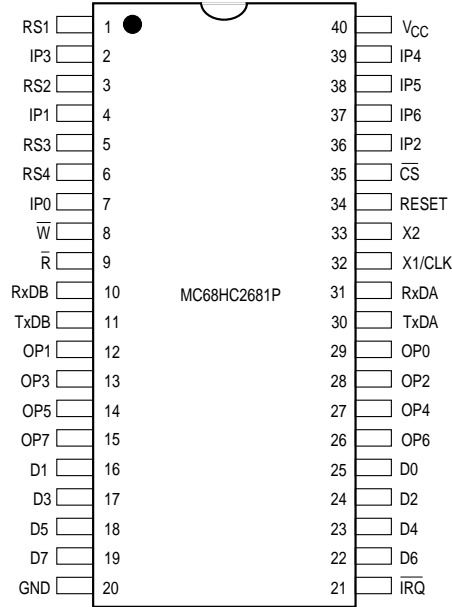 RS1 1 40 VCC
IP3 2 39 IP4
RS2 3 38 IP5
IP1 4 37 IP6
RS3 5 36 IP2
RS4 6 35 C̅S̅
IP0 7 34 RESET
W̅ 8 33 X2
R̅ 9 32 X1/CLK
RxDB 10 MC68HC2681P 31 RxDA
TxDB 11 30 TxDA
OP1 12 29 OP0
OP3 13 28 OP2
OP5 14 27 OP4
OP7 15 26 OP6
D1 16 25 D0
D3 17 24 D2
D5 18 23 D4
D7 19 22 D6
GND 20 21 I̅R̅Q̅